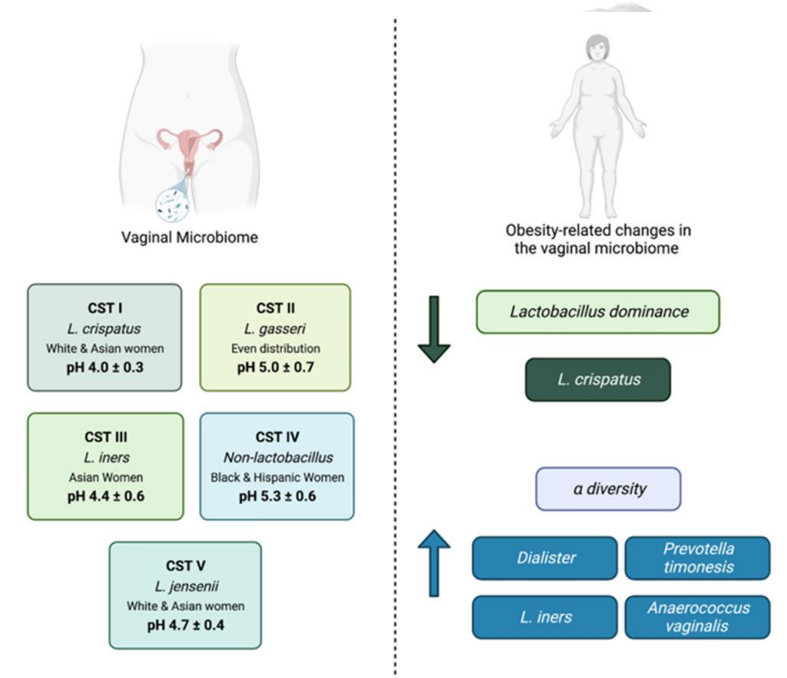 Vaginal Microbiome
CST I
L. crispatus
White & Asian women
pH 4.0 ± 0.3
CST II
L. gasseri
Even distribution
pH 5.0 ± 0.7
CST III
L. iners
Asian Women
pH 4.4 ± 0.6
CST IV
Non-lactobacillus
Black & Hispanic Women
pH 5.3 ± 0.6
CST V
L. jensenii
White & Asian women
pH 4.7 ± 0.4
Obesity-related changes in
the vaginal microbiome
Lactobacillus dominance
L. crispatus
α diversity
Dialister
Prevotella
timonesis
L. iners
Anaerococcus
vaginalis